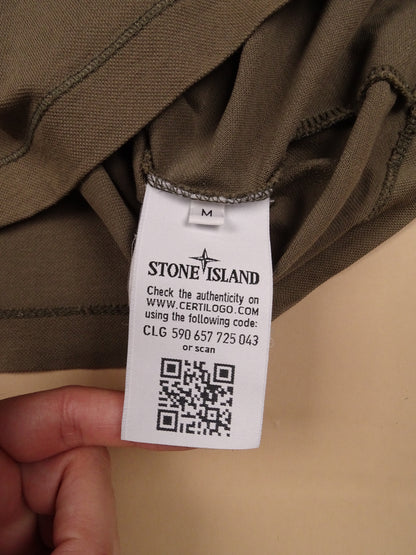 M
STONE ISLAND
Check the authenticity on
WWW.CERTILOGO.COM
using the following code:
CLG 590 657 725 043
or scan